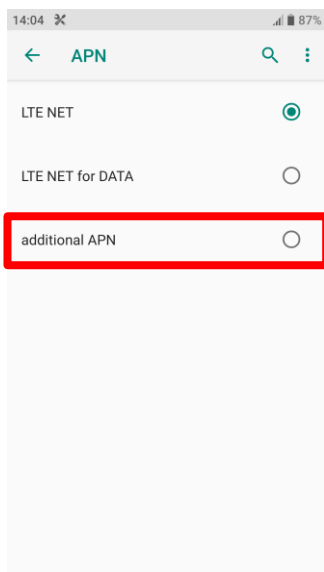 14:04 87%
APN
LTE NET
LTE NET for DATA
additional APN